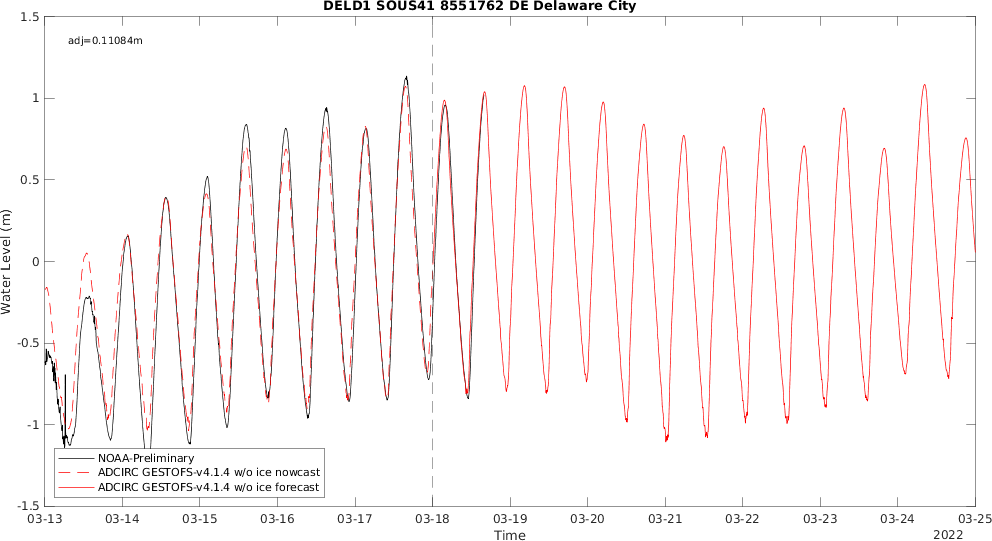 DELD1 SOUS41 8551762 DE Delaware City
adj=0.11084m
1.5
1
0.5
0
-0.5
-1
-1.5
Water Level (m)
NOAA-Preliminary
ADCIRC GESTOFS-v4.1.4 w/o ice nowcast
ADCIRC GESTOFS-v4.1.4 w/o ice forecast
03-13 03-14 03-15 03-16 03-17 03-18 03-19 03-20 03-21 03-22 03-23 03-24 03-25
Time
2022